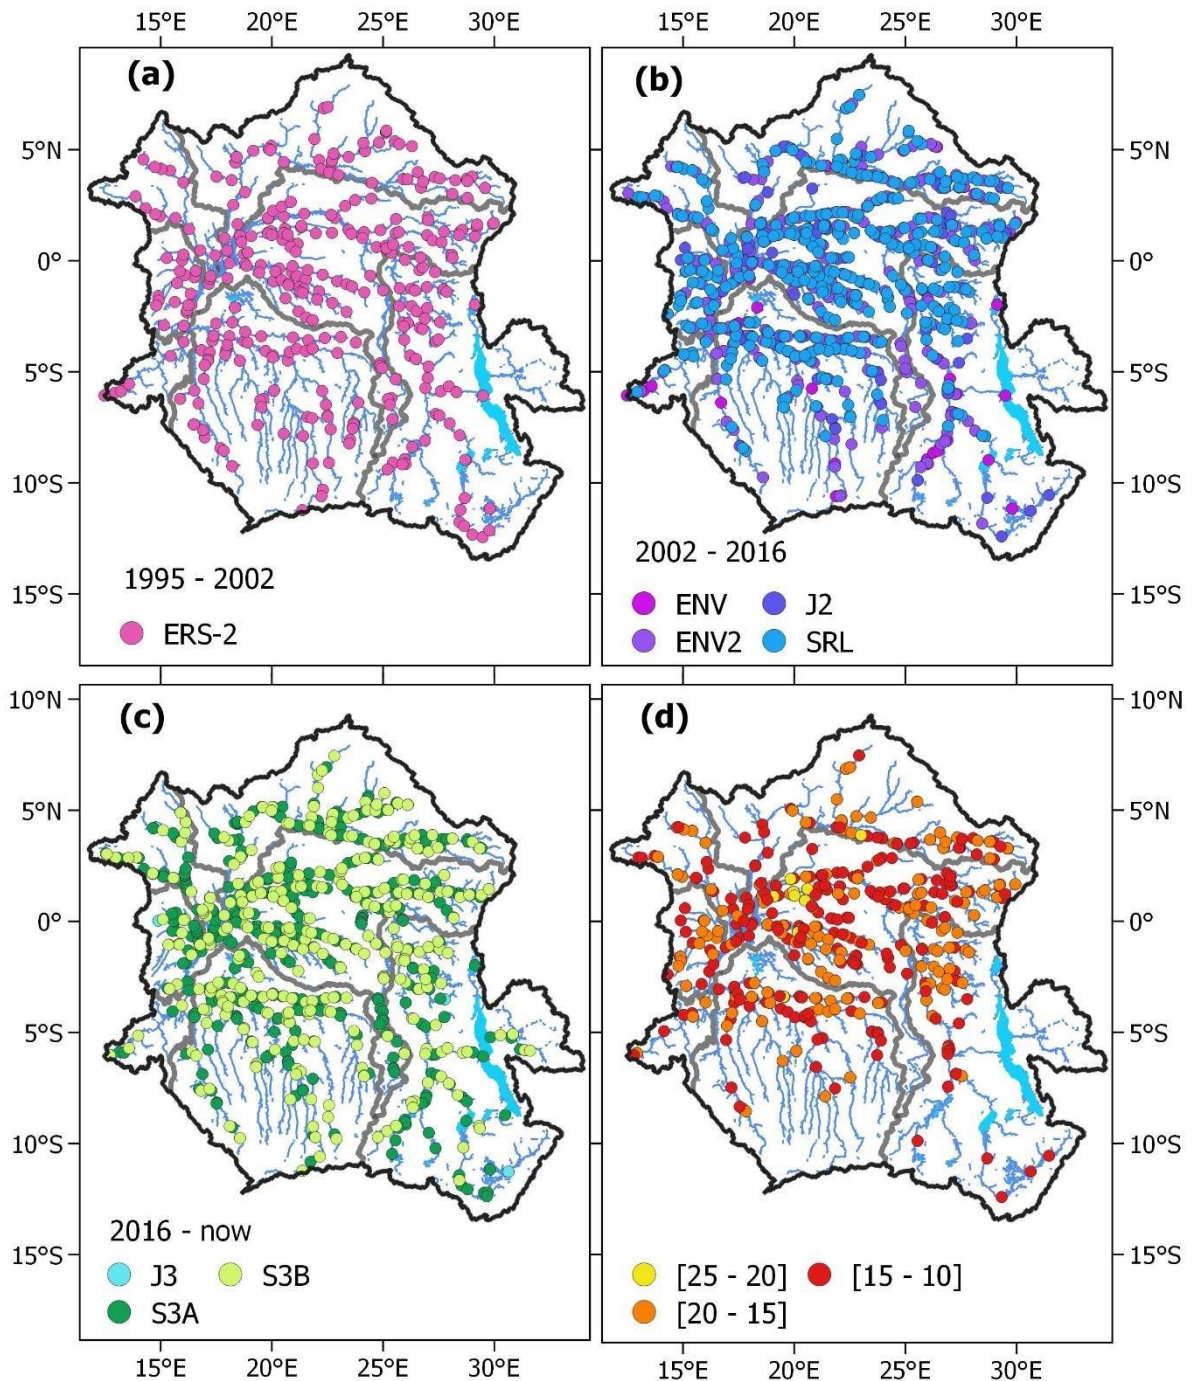 15°E 20°E 25°E 30°E 15°E 20°E 25°E 30°E
(a) (b)
5°N 5°N
0° 0°
5°S 5°S
10°S 10°S
1995 - 2002 2002 - 2016
15°S 15°S
ENV J2
ERS-2 ENV2 SRL
10°N 10°N
(c) (d)
5°N 5°N
0° 0°
5°S 5°S
10°S 10°S
2016 - now
15°S 15°S
J3 S3B [25 - 20] [15 - 10]
S3A [20 - 15]
15°E 20°E 25°E 30°E 15°E 20°E 25°E 30°E